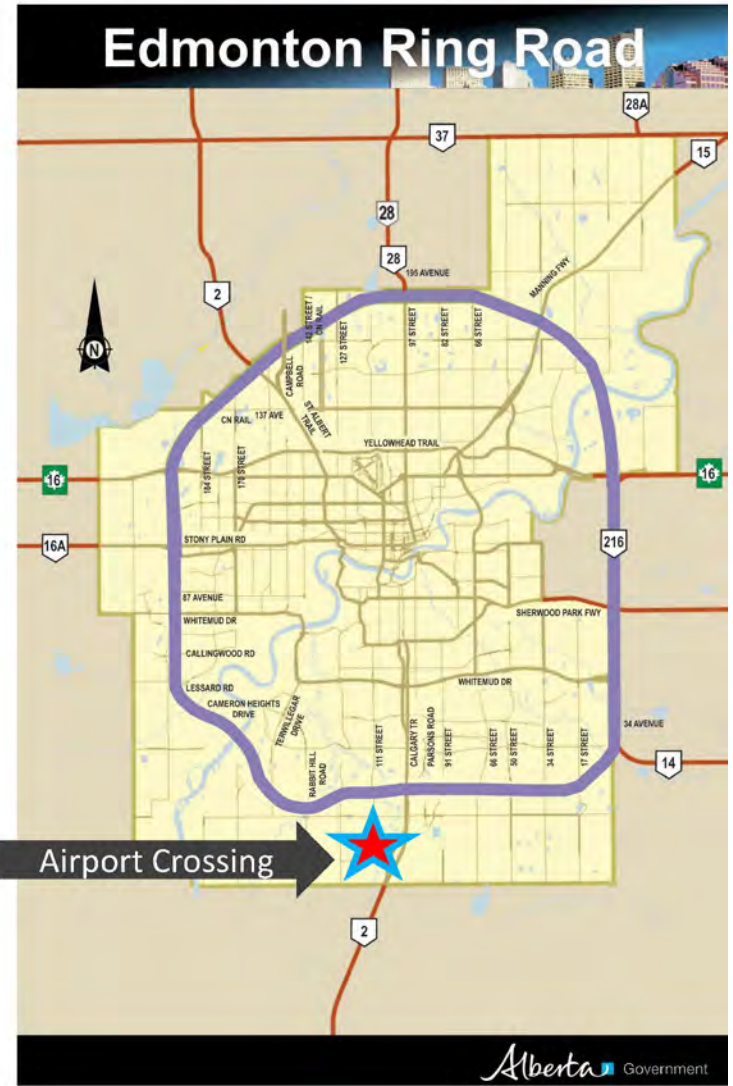 Edmonton Ring Road
28A
37
15
28
28
195 AVENUE
2
MANNING FWY
N
142 STREET /
CN RAIL
127 STREET
97 STREET
82 STREET
66 STREET
CAMPBELL
ROAD
ST. ALBERT
TRAIL
137 AVE
CN RAIL
YELLOWHEAD TRAIL
184 STREET
170 STREET
16
16
16A
STONY PLAIN RD
216
87 AVENUE
SHERWOOD PARK FWY
WHITEMUD DR
CALLINGWOOD RD
WHITEMUD DR
LESSARD RD
CAMERON HEIGHTS
DRIVE
TERWILLEGAR
DRIVE
RABBIT HILL
ROAD
111 STREET
CALGARY TR
PARSONS ROAD
91 STREET
66 STREET
50 STREET
34 STREET
17 STREET
34 AVENUE
14
Airport Crossing
2
Alberta Government